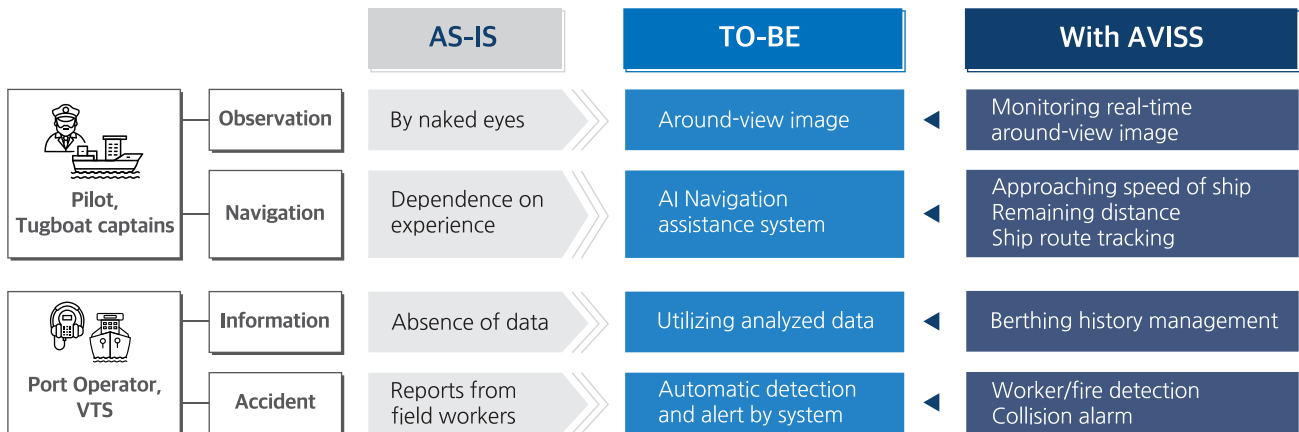 AS-IS
TO-BE
With AVISS
Pilot,
Tugboat captains
Observation
By naked eyes
Around-view image
Monitoring real-time
around-view image
Navigation
Dependence on
experience
AI Navigation
assistance system
Approaching speed of ship
Remaining distance
Ship route tracking
Port Operator,
VTS
Information
Absence of data
Utilizing analyzed data
Berthing history management
Accident
Reports from
field workers
Automatic detection
and alert by system
Worker/fire detection
Collision alarm